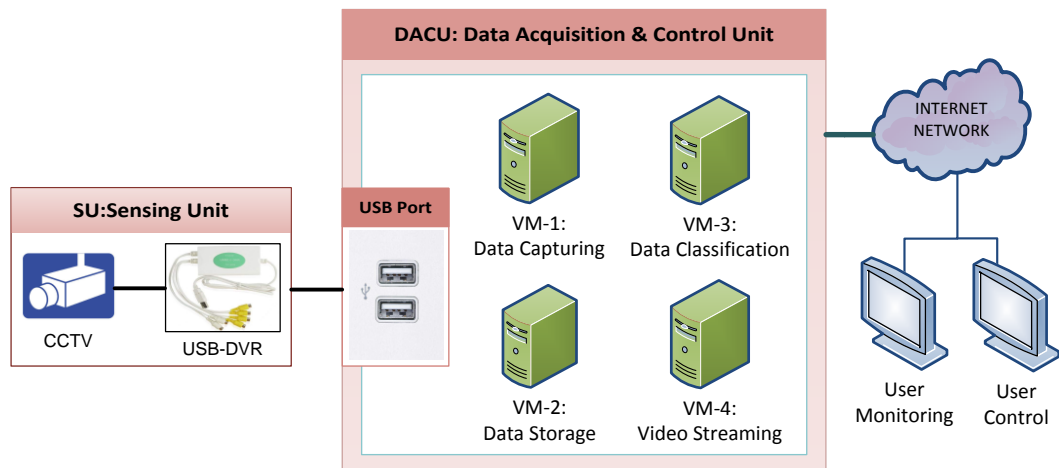 DACU: Data Acquisition & Control Unit
INTERNET
NETWORK
SU:Sensing Unit
USB Port
CCTV
USB-DVR
VM-1:
Data Capturing
VM-3:
Data Classification
VM-2:
Data Storage
VM-4:
Video Streaming
User
Monitoring
User
Control